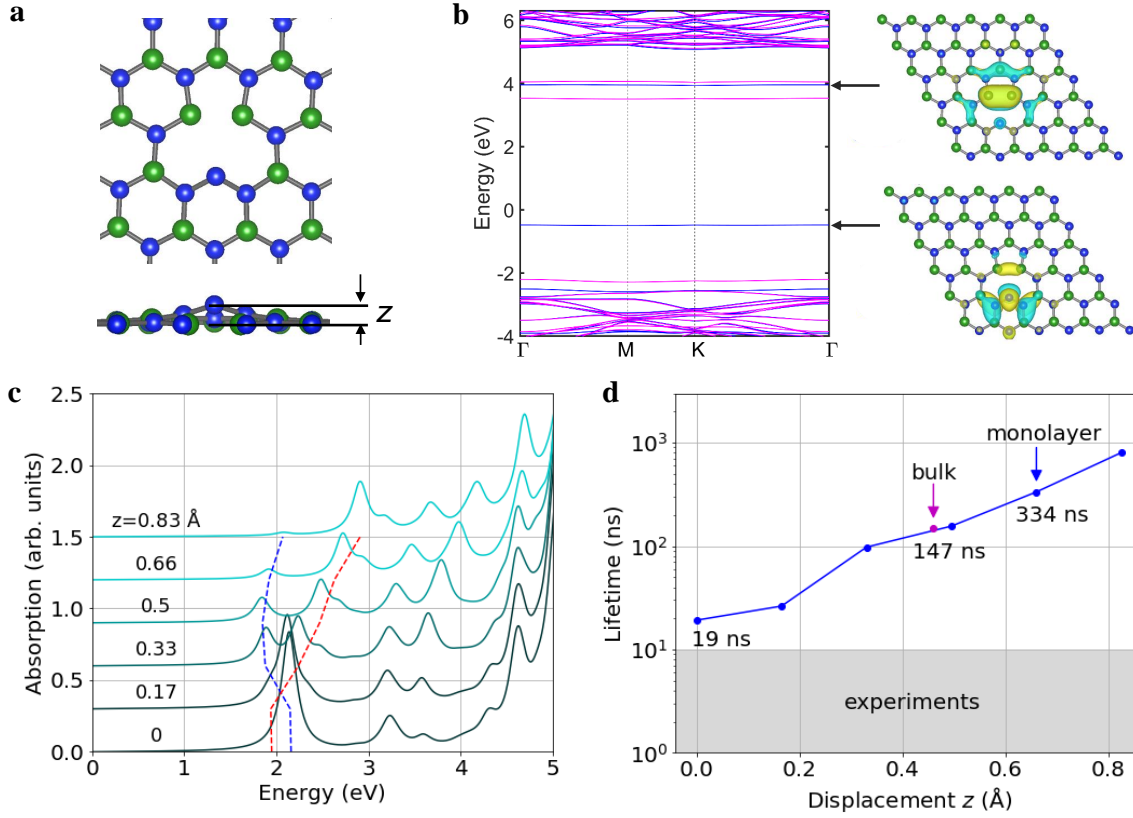 a
z
b
Energy (eV)
6
4
2
0
-2
-4
Γ
M
K
Γ
c
Absorption (arb. units)
2.5
2.0
1.5
1.0
0.5
0.0
z=0.83 Å
0.66
0.5
0.33
0.17
0
0
1
2
3
4
5
Energy (eV)
d
Lifetime (ns)
10³
10²
10¹
10⁰
monolayer
bulk
334 ns
147 ns
19 ns
experiments
0.0
0.2
0.4
0.6
0.8
Displacement z (Å)